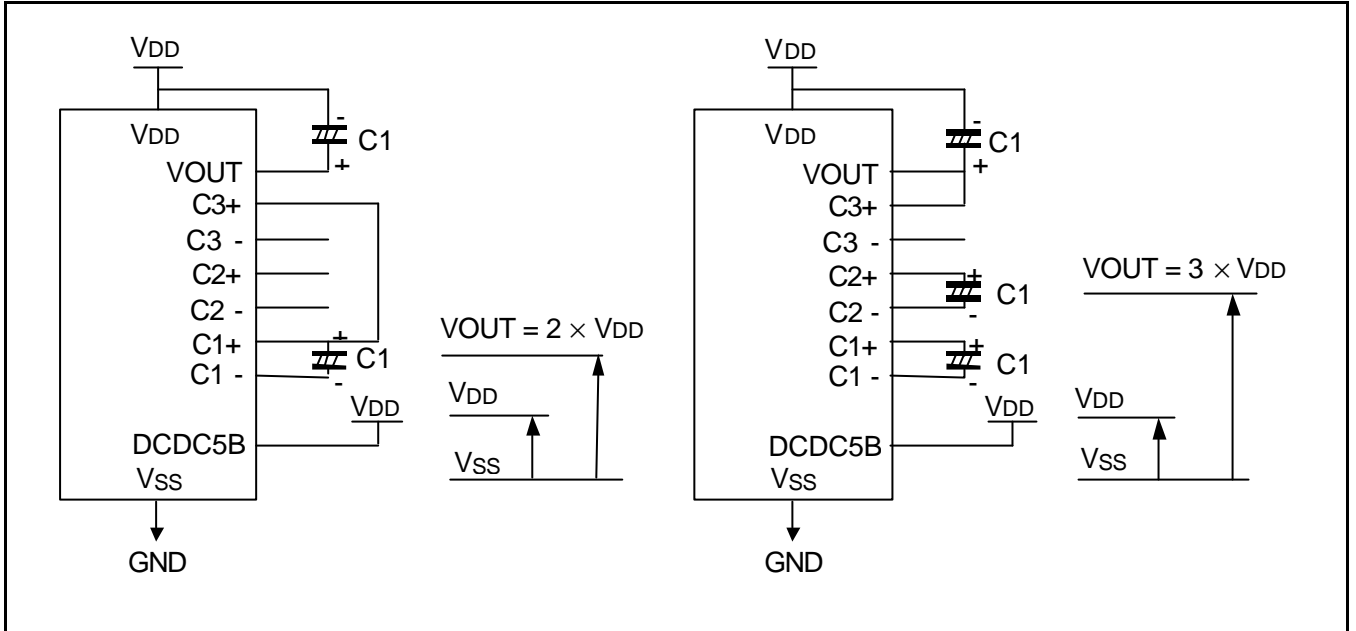 VDD
VDD
-
C1
+
VOUT
C3+
C3 -
C2+
C2 -
C1+
C1 -
+
C1
-
DCDC5B
VDD
VSS
GND
VOUT = 2 × VDD
VDD
VSS
VDD
VDD
-
C1
+
VOUT
C3+
C3 -
C2+
C2 -
+
C1
-
C1+
C1 -
+
C1
-
DCDC5B
VDD
VSS
GND
VOUT = 3 × VDD
VDD
VSS